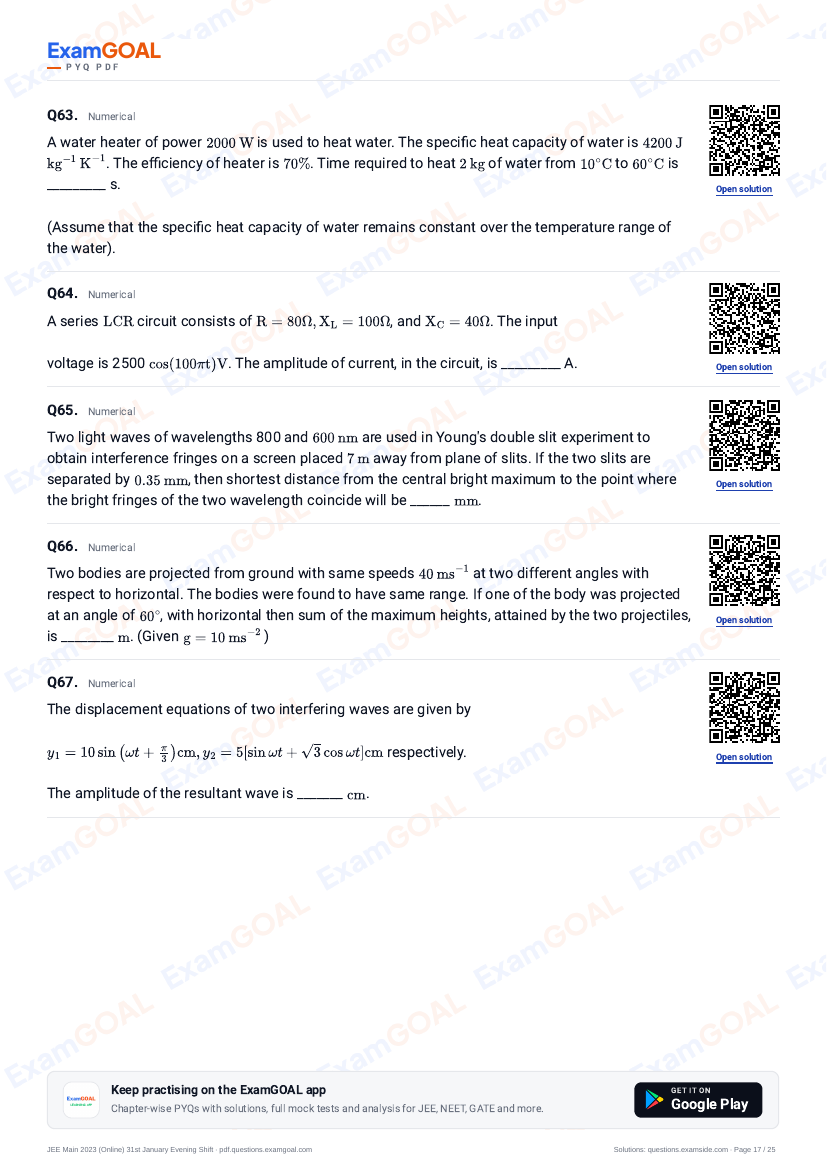 ExamGOAL
PYQ PDF
Q63. Numerical
A water heater of power 2000 W is used to heat water. The specific heat capacity of water is 4200 J
kg⁻¹ K⁻¹. The efficiency of heater is 70%. Time required to heat 2 kg of water from 10°C to 60°C is
_________ s.
(Assume that the specific heat capacity of water remains constant over the temperature range of
the water).
Open solution
Q64. Numerical
A series LCR circuit consists of R = 80Ω, X_L = 100Ω, and X_C = 40Ω. The input
voltage is 2500 cos(100πt)V. The amplitude of current, in the circuit, is _________ A.
Open solution
Q65. Numerical
Two light waves of wavelengths 800 and 600 nm are used in Young's double slit experiment to
obtain interference fringes on a screen placed 7 m away from plane of slits. If the two slits are
separated by 0.35 mm, then shortest distance from the central bright maximum to the point where
the bright fringes of the two wavelength coincide will be ______ mm.
Open solution
Q66. Numerical
Two bodies are projected from ground with same speeds 40 ms⁻¹ at two different angles with
respect to horizontal. The bodies were found to have same range. If one of the body was projected
at an angle of 60°, with horizontal then sum of the maximum heights, attained by the two projectiles,
is ________ m. (Given g = 10 ms⁻² )
Open solution
Q67. Numerical
The displacement equations of two interfering waves are given by
y₁ = 10 sin (ωt + π/3)cm, y₂ = 5[sin ωt + √3 cos ωt]cm respectively.
The amplitude of the resultant wave is _______ cm.
Open solution
Keep practising on the ExamGOAL app
Chapter-wise PYQs with solutions, full mock tests and analysis for JEE, NEET, GATE and more.
GET IT ON
Google Play
JEE Main 2023 (Online) 31st January Evening Shift · pdf.questions.examgoal.com
Solutions: questions.examside.com · Page 17 / 25